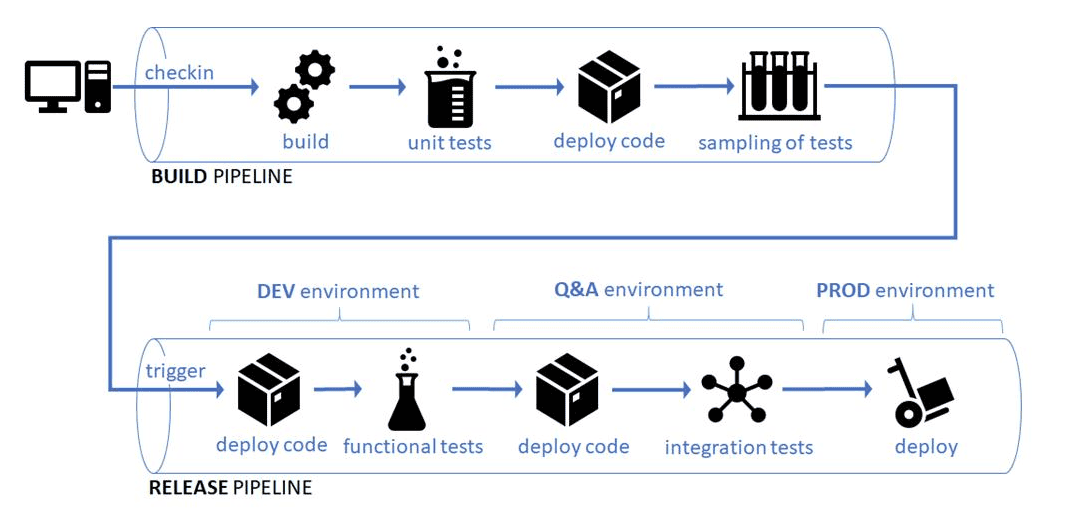 checkin
build
unit tests
deploy code
sampling of tests
BUILD PIPELINE
DEV environment
Q&A environment
PROD environment
trigger
deploy code
functional tests
deploy code
integration tests
deploy
RELEASE PIPELINE